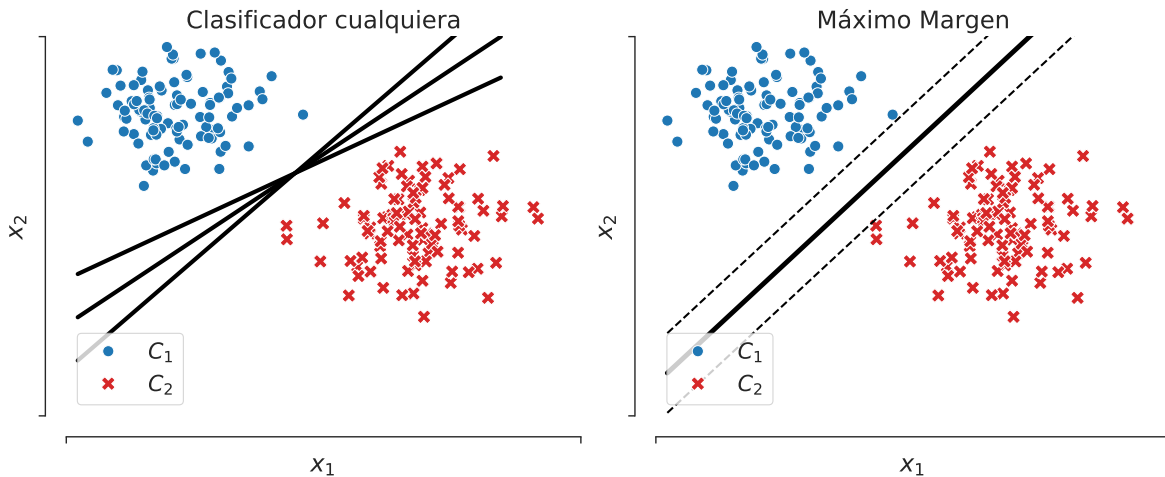 Clasificador cualquiera
x₂
C₁
C₂
x₁
Máximo Margen
x₂
C₁
C₂
x₁